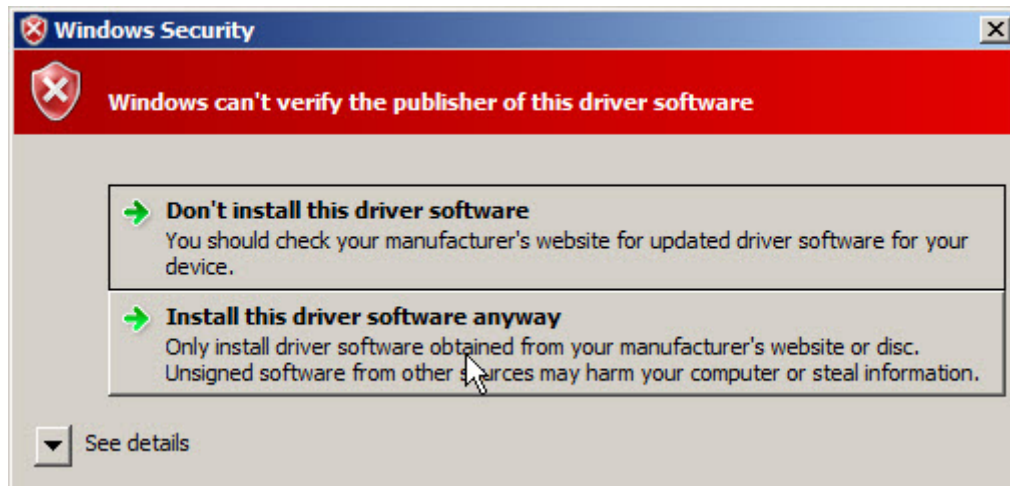 Windows Security
Windows can't verify the publisher of this driver software
Don't install this driver software
You should check your manufacturer's website for updated driver software for your
device.
Install this driver software anyway
Only install driver software obtained from your manufacturer's website or disc.
Unsigned software from other sources may harm your computer or steal information.
See details